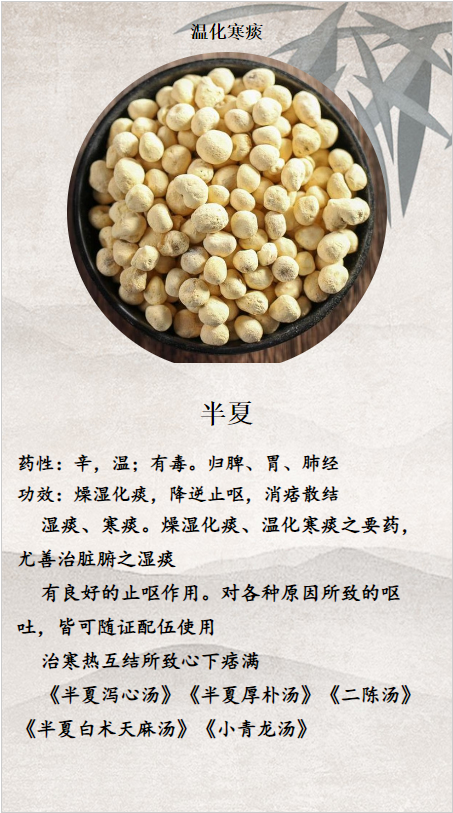 温化寒痰
半夏
药性：辛，温；有毒。归脾、胃、肺经
功效：燥湿化痰，降逆止呕，消痞散结
湿痰、寒痰。燥湿化痰、温化寒痰之要药，
尤善治脏腑之湿痰
有良好的止呕作用。对各种原因所致的呕
吐，皆可随证配伍使用
治寒热互结所致心下痞满
《半夏泻心汤》《半夏厚朴汤》《二陈汤》
《半夏白术天麻汤》《小青龙汤》